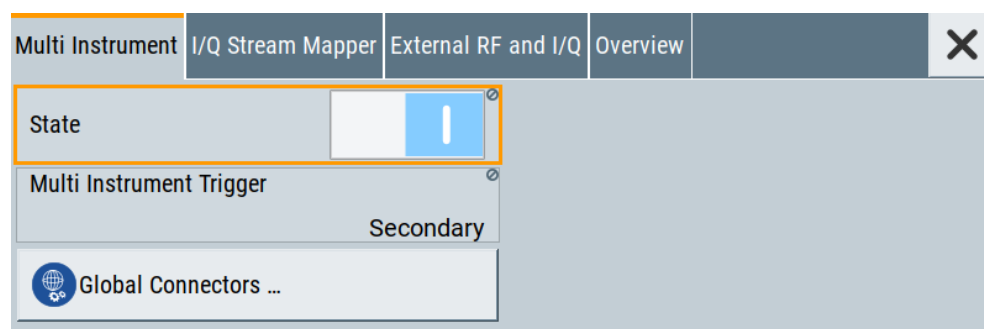 Multi Instrument I/Q Stream Mapper External RF and I/Q Overview
State
Multi Instrument Trigger
Secondary
Global Connectors ...